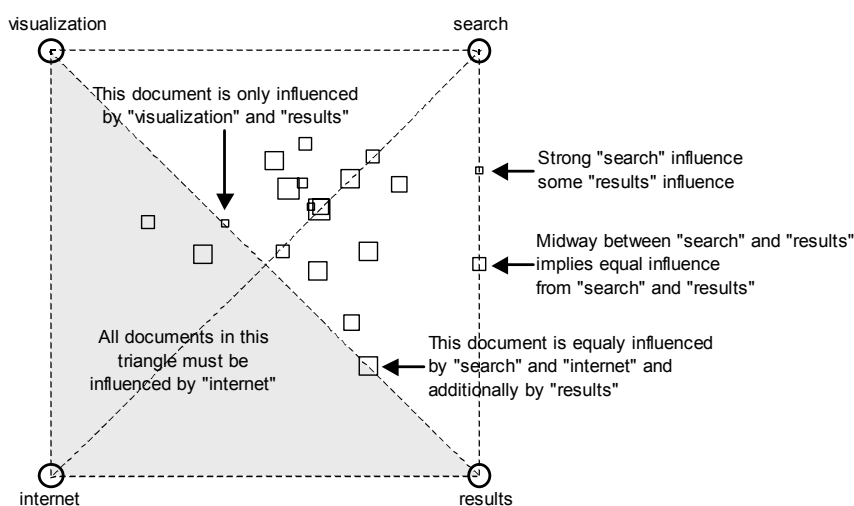 visualization
search
This document is only influenced
by "visualization" and "results"
Strong "search" influence
some "results" influence
Midway between "search" and "results"
implies equal influence
from "search" and "results"
All documents in this
triangle must be
influenced by "internet"
This document is equaly influenced
by "search" and "internet" and
additionally by "results"
internet
results